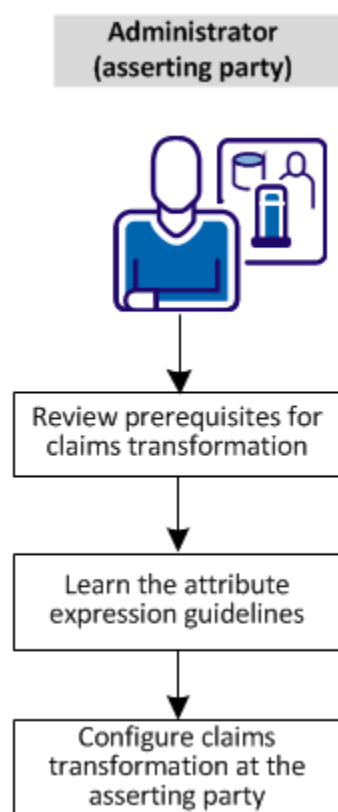 Administrator
(asserting party)
Review prerequisites for
claims transformation
Learn the attribute
expression guidelines
Configure claims
transformation at the
asserting party